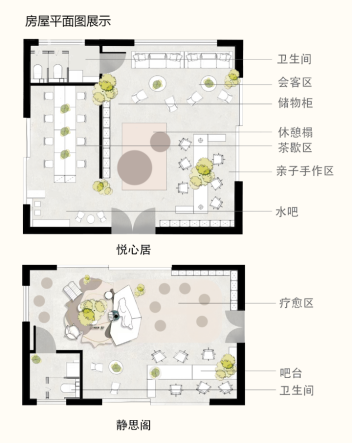 房屋平面图展示
卫生间
会客区
储物柜
休憩榻
茶歇区
亲子手作区
水吧
悦心居
疗愈区
吧台
卫生间
静思阁